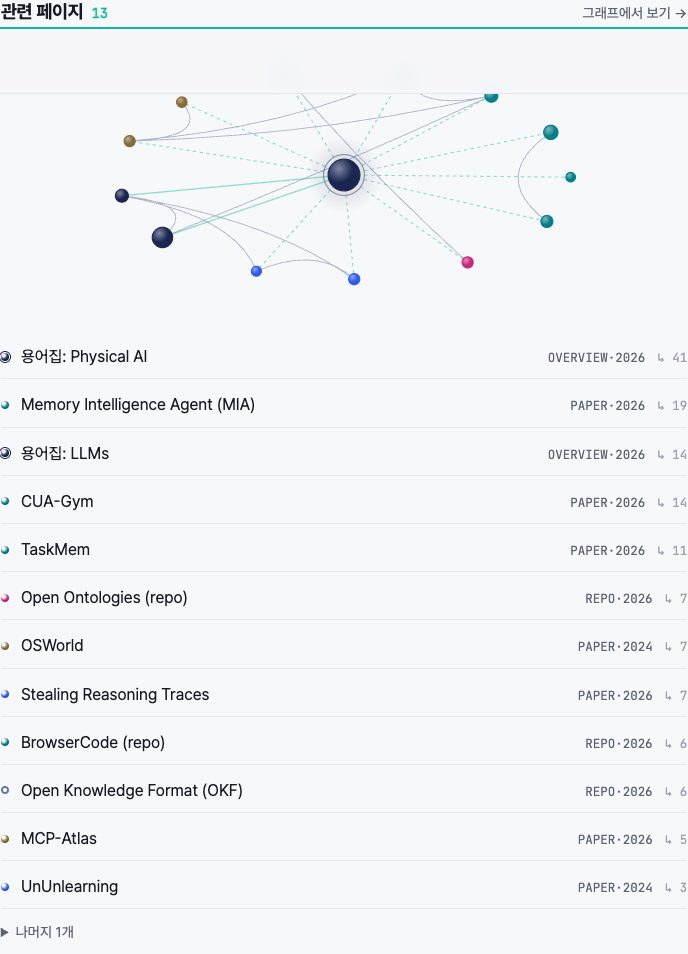 관련 페이지 13 그래프에서 보기 →
용어집: Physical AI OVERVIEW·2026 ↳ 41
Memory Intelligence Agent (MIA) PAPER·2026 ↳ 19
용어집: LLMs OVERVIEW·2026 ↳ 14
CUA-Gym PAPER·2026 ↳ 14
TaskMem PAPER·2026 ↳ 11
Open Ontologies (repo) REPO·2026 ↳ 7
OSWorld PAPER·2024 ↳ 7
Stealing Reasoning Traces PAPER·2026 ↳ 7
BrowserCode (repo) REPO·2026 ↳ 6
Open Knowledge Format (OKF) REPO·2026 ↳ 6
MCP-Atlas PAPER·2026 ↳ 5
UnUnlearning PAPER·2024 ↳ 3
▶ 나머지 1개